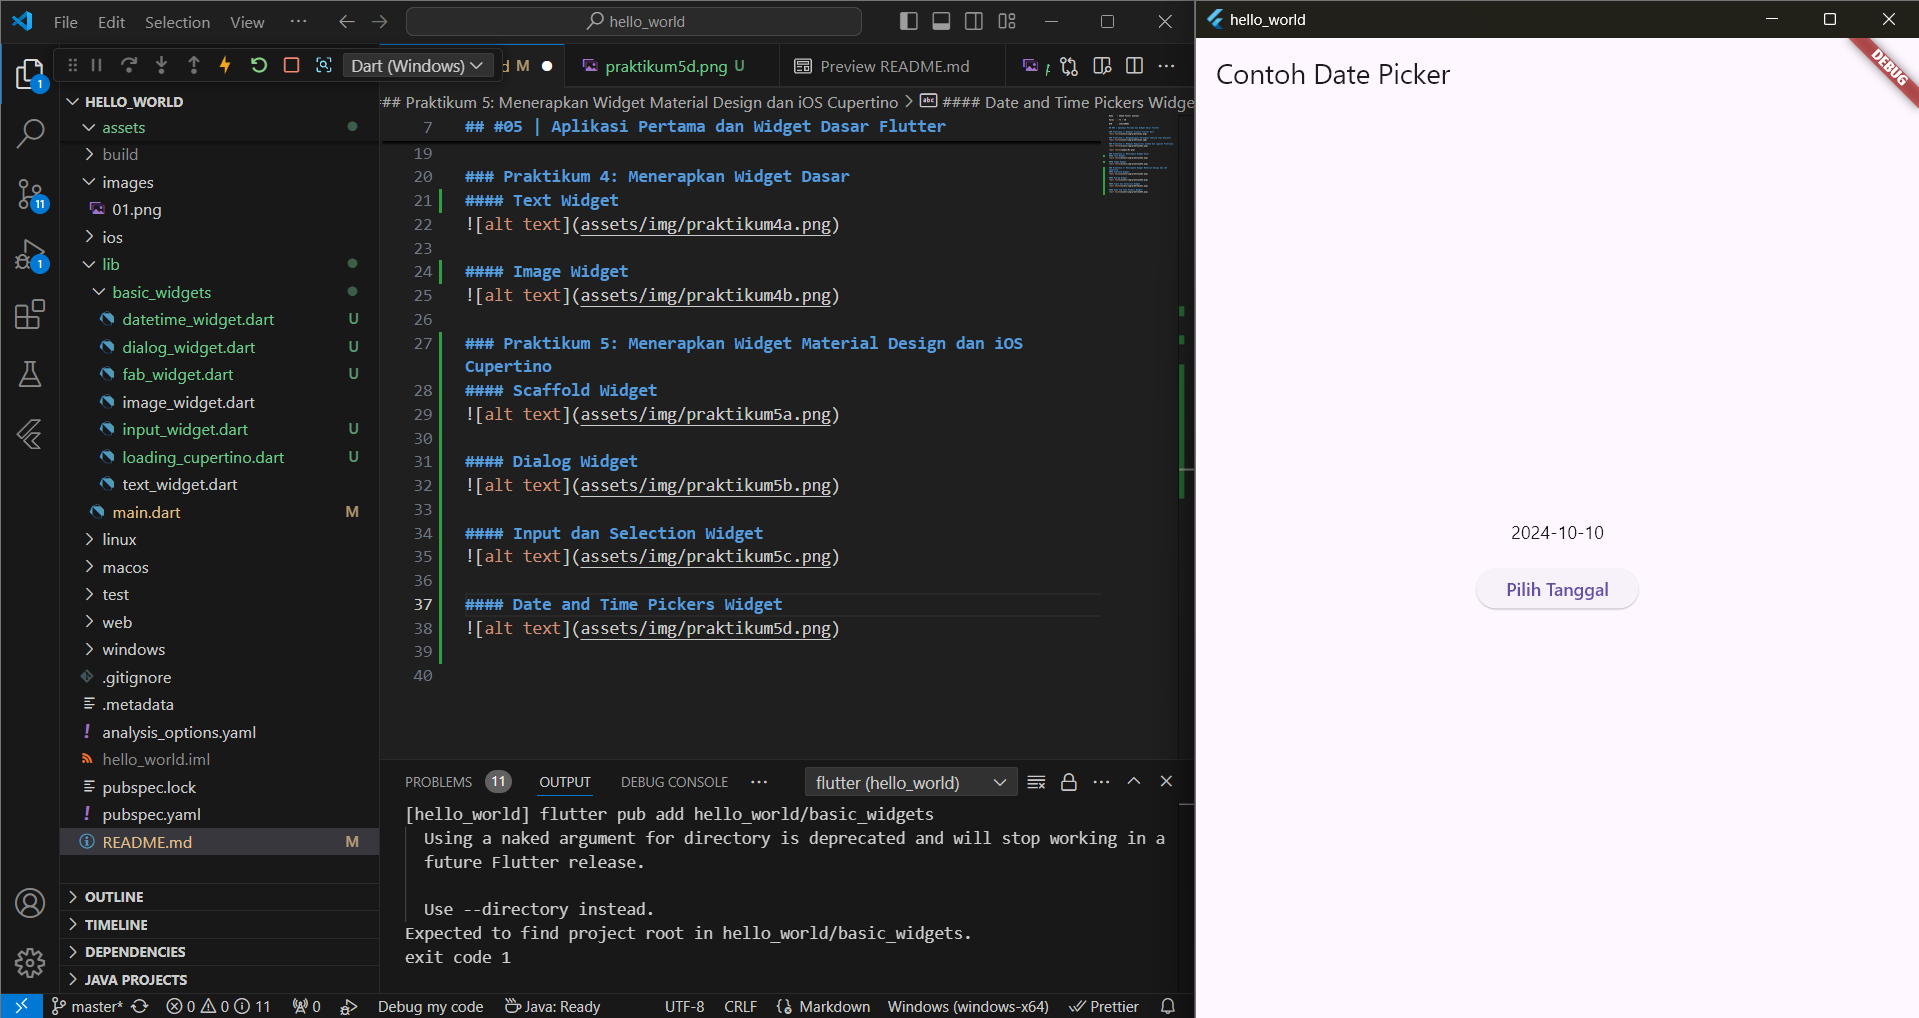 File Edit Selection View ··· hello_world
Dart (Windows) d M ● praktikum5d.png U Preview README.md
HELLO_WORLD
assets
build
images
01.png
ios
lib
basic_widgets
datetime_widget.dart U
dialog_widget.dart U
fab_widget.dart U
image_widget.dart
input_widget.dart U
loading_cupertino.dart U
text_widget.dart
main.dart M
linux
macos
test
web
windows
.gitignore
.metadata
analysis_options.yaml
hello_world.iml
pubspec.lock
pubspec.yaml
README.md M
OUTLINE
TIMELINE
DEPENDENCIES
JAVA PROJECTS
1
11
1
## Praktikum 5: Menerapkan Widget Material Design dan iOS Cupertino > #### Date and Time Pickers Widge
7 ## #05 | Aplikasi Pertama dan Widget Dasar Flutter
19
20 ### Praktikum 4: Menerapkan Widget Dasar
21 #### Text Widget
22 ![alt text](assets/img/praktikum4a.png)
23
24 #### Image Widget
25 ![alt text](assets/img/praktikum4b.png)
26
27 ### Praktikum 5: Menerapkan Widget Material Design dan iOS
Cupertino
28 #### Scaffold Widget
29 ![alt text](assets/img/praktikum5a.png)
30
31 #### Dialog Widget
32 ![alt text](assets/img/praktikum5b.png)
33
34 #### Input dan Selection Widget
35 ![alt text](assets/img/praktikum5c.png)
36
37 #### Date and Time Pickers Widget
38 ![alt text](assets/img/praktikum5d.png)
39
40
PROBLEMS 11 OUTPUT DEBUG CONSOLE ··· flutter (hello_world)
[hello_world] flutter pub add hello_world/basic_widgets
Using a naked argument for directory is deprecated and will stop working in a
future Flutter release.
Use --directory instead.
Expected to find project root in hello_world/basic_widgets.
exit code 1
master* 0 0 11 0 Debug my code Java: Ready UTF-8 CRLF Markdown Windows (windows-x64) Prettier
hello_world
DEBUG
Contoh Date Picker
2024-10-10
Pilih Tanggal